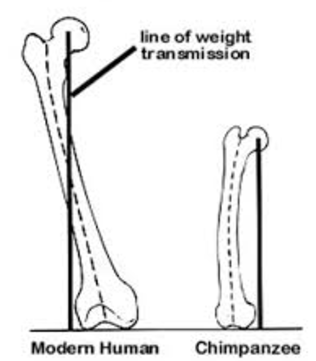 line of weight
transmission
Modern Human
Chimpanzee